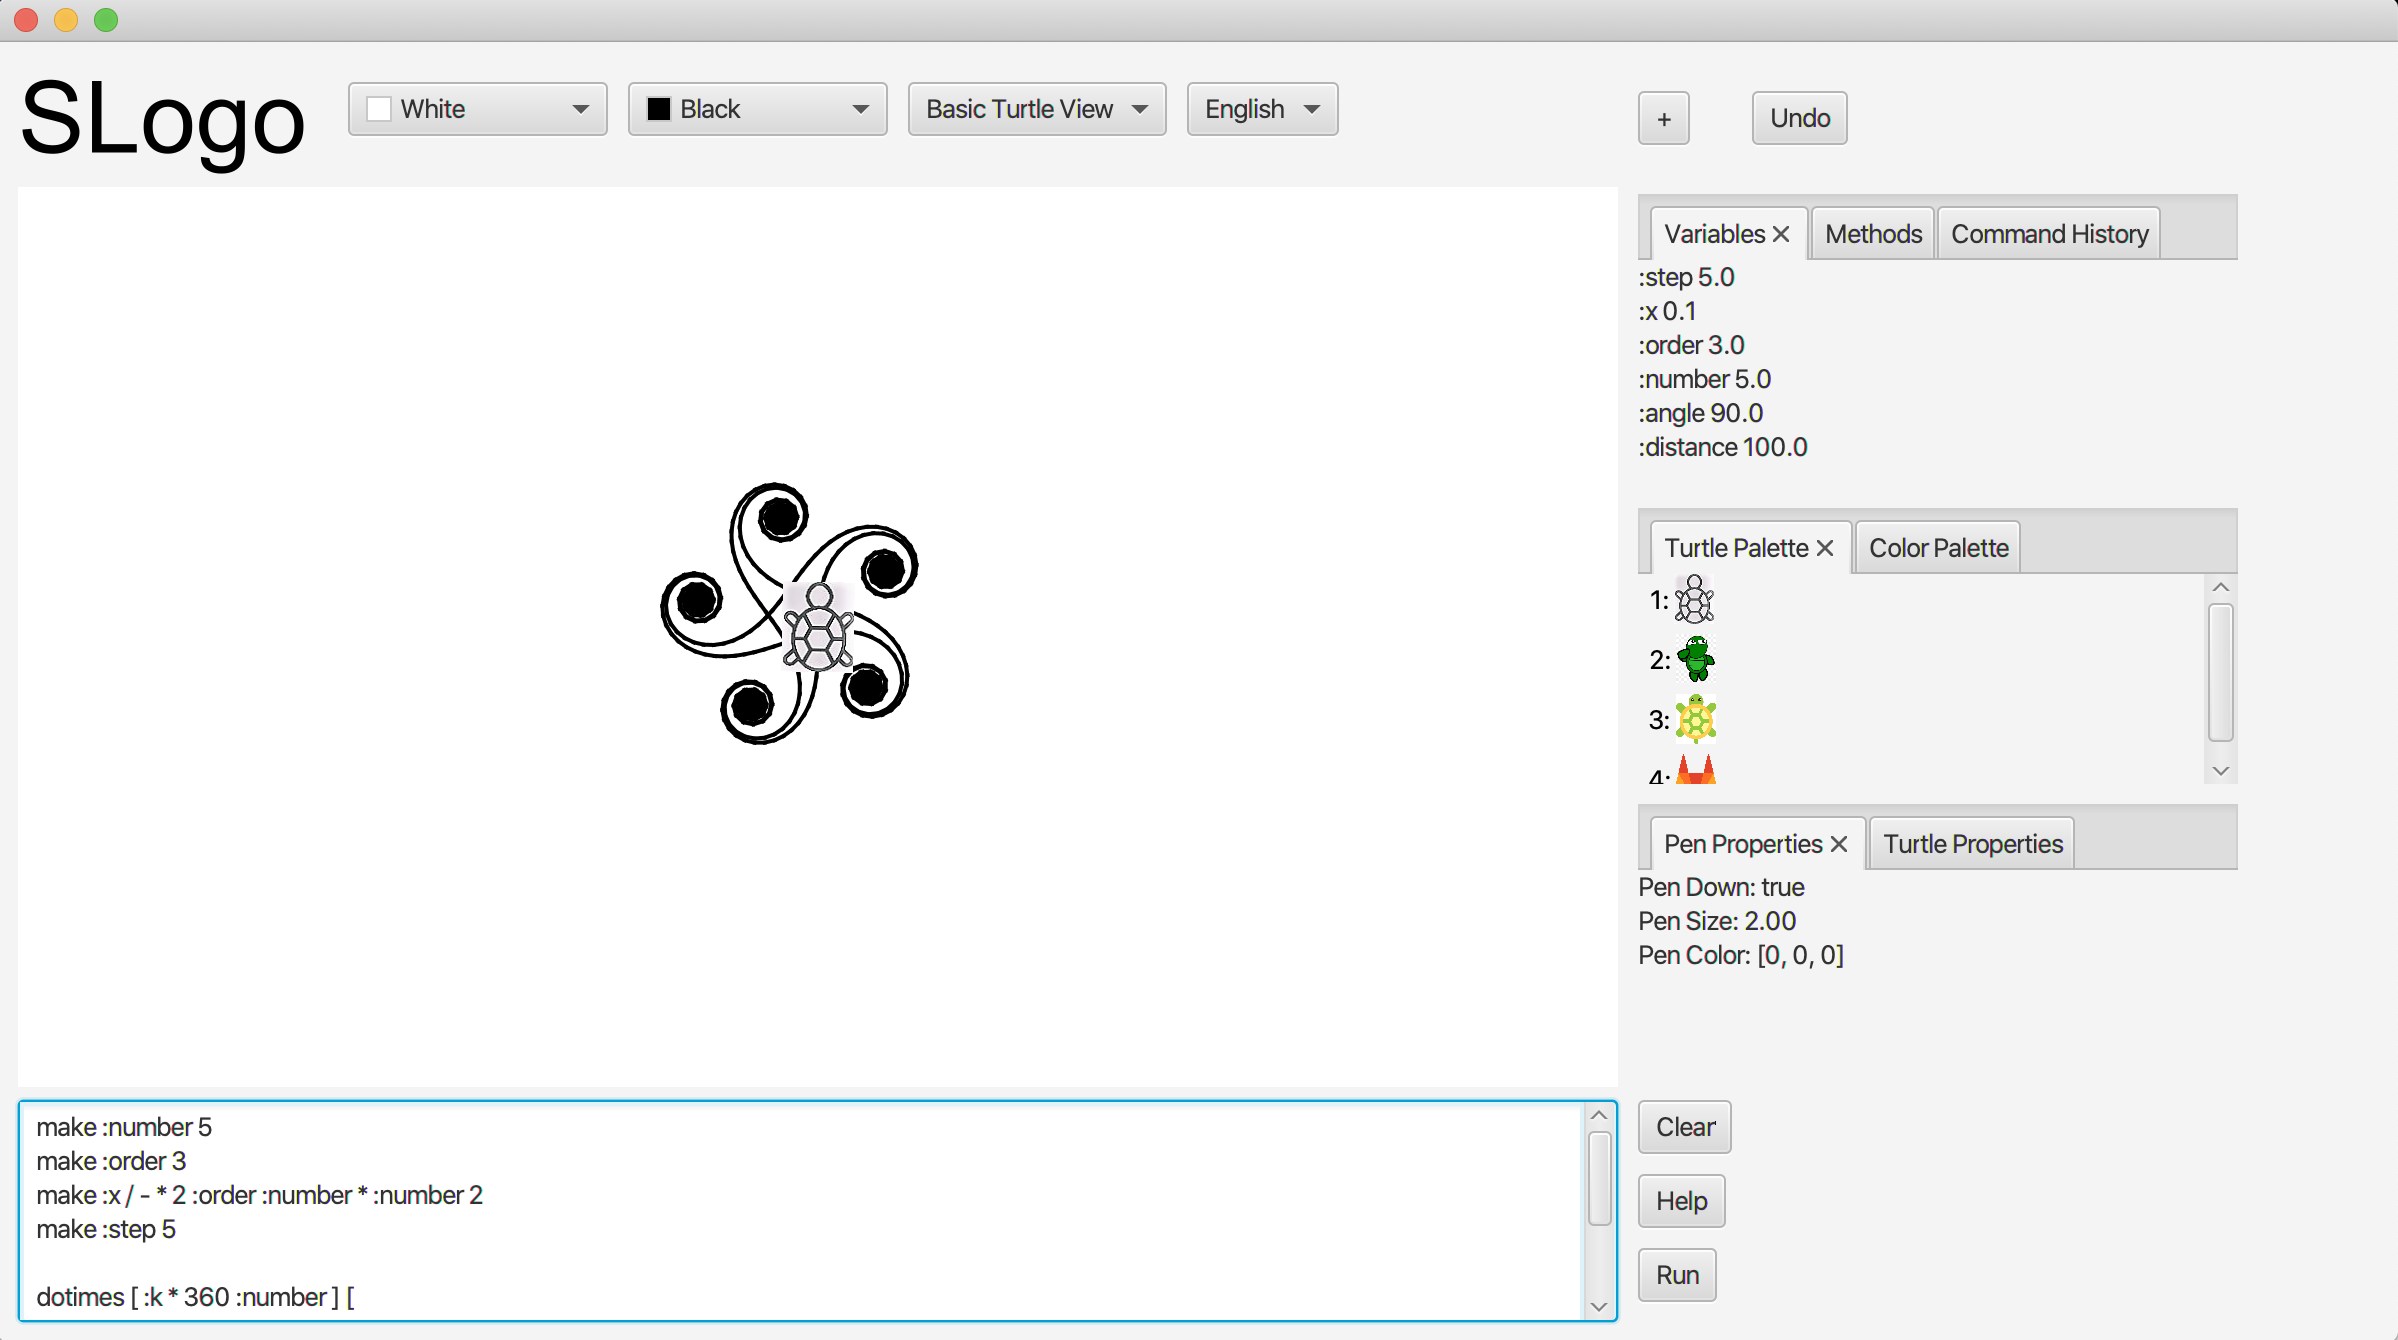 SLogo
White
Black
Basic Turtle View
English
+
Undo
Variables
Methods
Command History
:step 5.0
:x 0.1
:order 3.0
:number 5.0
:angle 90.0
:distance 100.0
Turtle Palette
Color Palette
1:
2:
3:
4:
Pen Properties
Turtle Properties
Pen Down: true
Pen Size: 2.00
Pen Color: [0, 0, 0]
make :number 5
make :order 3
make :x / - * 2 :order :number * :number 2
make :step 5
dotimes [ :k * 360 :number ] [
Clear
Help
Run